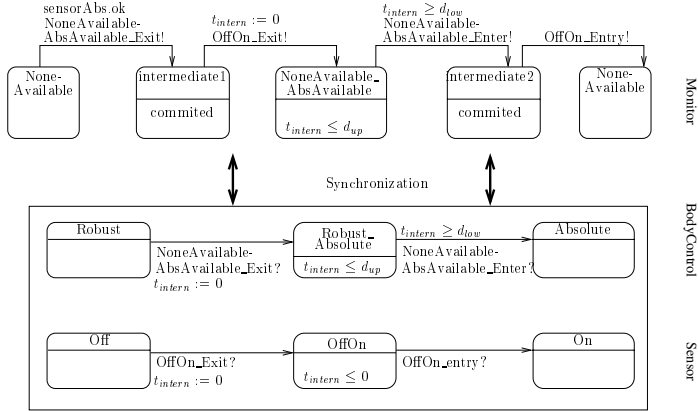 sensorAbs.ok
NoneAvailable-
AbsAvailable_Exit!
t_intern := 0
OffOn_Exit!
t_intern ≥ d_low
NoneAvailable-
AbsAvailable_Enter!
OffOn_Entry!
None-
Available
intermediate1
commited
NoneAvailable_
AbsAvailable
t_intern ≤ d_up
intermediate2
commited
None-
Available
Monitor
Synchronization
Robust
NoneAvailable-
AbsAvailable_Exit?
t_intern := 0
Robust_
Absolute
t_intern ≤ d_up
t_intern ≥ d_low
NoneAvailable-
AbsAvailable_Enter?
Absolute
BodyControl
Off
OffOn_Exit?
t_intern := 0
OffOn
t_intern ≤ 0
OffOn_entry?
On
Sensor